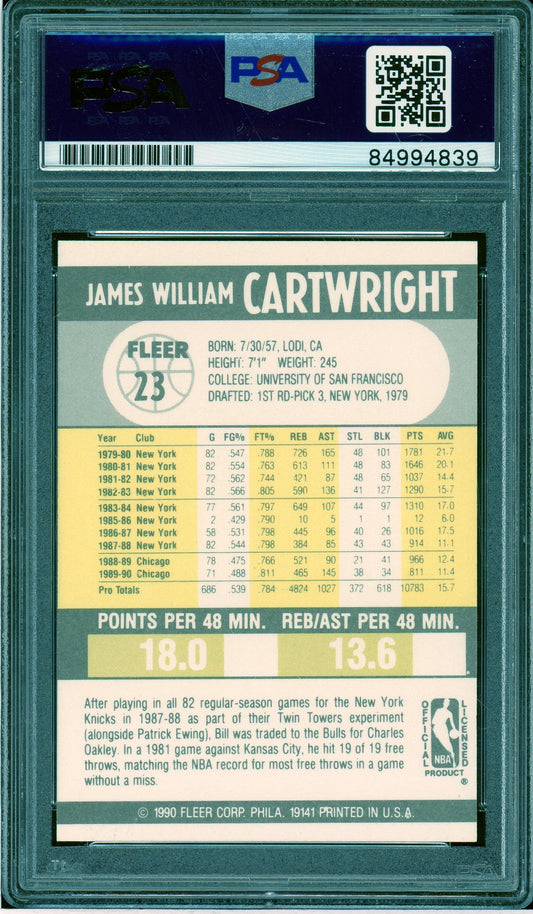 PSA
PSA
84994839
JAMES WILLIAM CARTWRIGHT
FLEER
23
BORN: 7/30/57, LODI, CA
HEIGHT: 7'1" WEIGHT: 245
COLLEGE: UNIVERSITY OF SAN FRANCISCO
DRAFTED: 1ST RD-PICK 3, NEW YORK, 1979
Year Club G FG% FT% REB AST STL BLK PTS AVG
1979-80 New York 82 .547 .788 726 165 48 101 1781 21.7
1980-81 New York 82 .554 .763 613 111 48 83 1646 20.1
1981-82 New York 72 .562 .744 421 87 48 65 1037 14.4
1982-83 New York 82 .566 .805 590 136 41 127 1290 15.7
1983-84 New York 77 .561 .797 649 107 44 97 1310 17.0
1985-86 New York 2 .429 .790 10 5 1 1 12 6.0
1986-87 New York 58 .531 .798 445 96 40 26 1016 17.5
1987-88 New York 82 .544 .798 384 85 43 43 914 11.1
1988-89 Chicago 78 .475 .766 521 90 21 41 966 12.4
1989-90 Chicago 71 .488 .811 465 145 38 34 811 11.4
Pro Totals 686 .539 .784 4824 1027 372 618 10783 15.7
POINTS PER 48 MIN. REB/AST PER 48 MIN.
18.0 13.6
After playing in all 82 regular-season games for the New York
Knicks in 1987-88 as part of their Twin Towers experiment
(alongside Patrick Ewing), Bill was traded to the Bulls for Charles
Oakley. In a 1981 game against Kansas City, he hit 19 of 19 free
throws, matching the NBA record for most free throws in a game
without a miss.
OFFICIAL LICENSED
NBA
PRODUCT ®
© 1990 FLEER CORP. PHILA. 19141 PRINTED IN U.S.A.
PSA